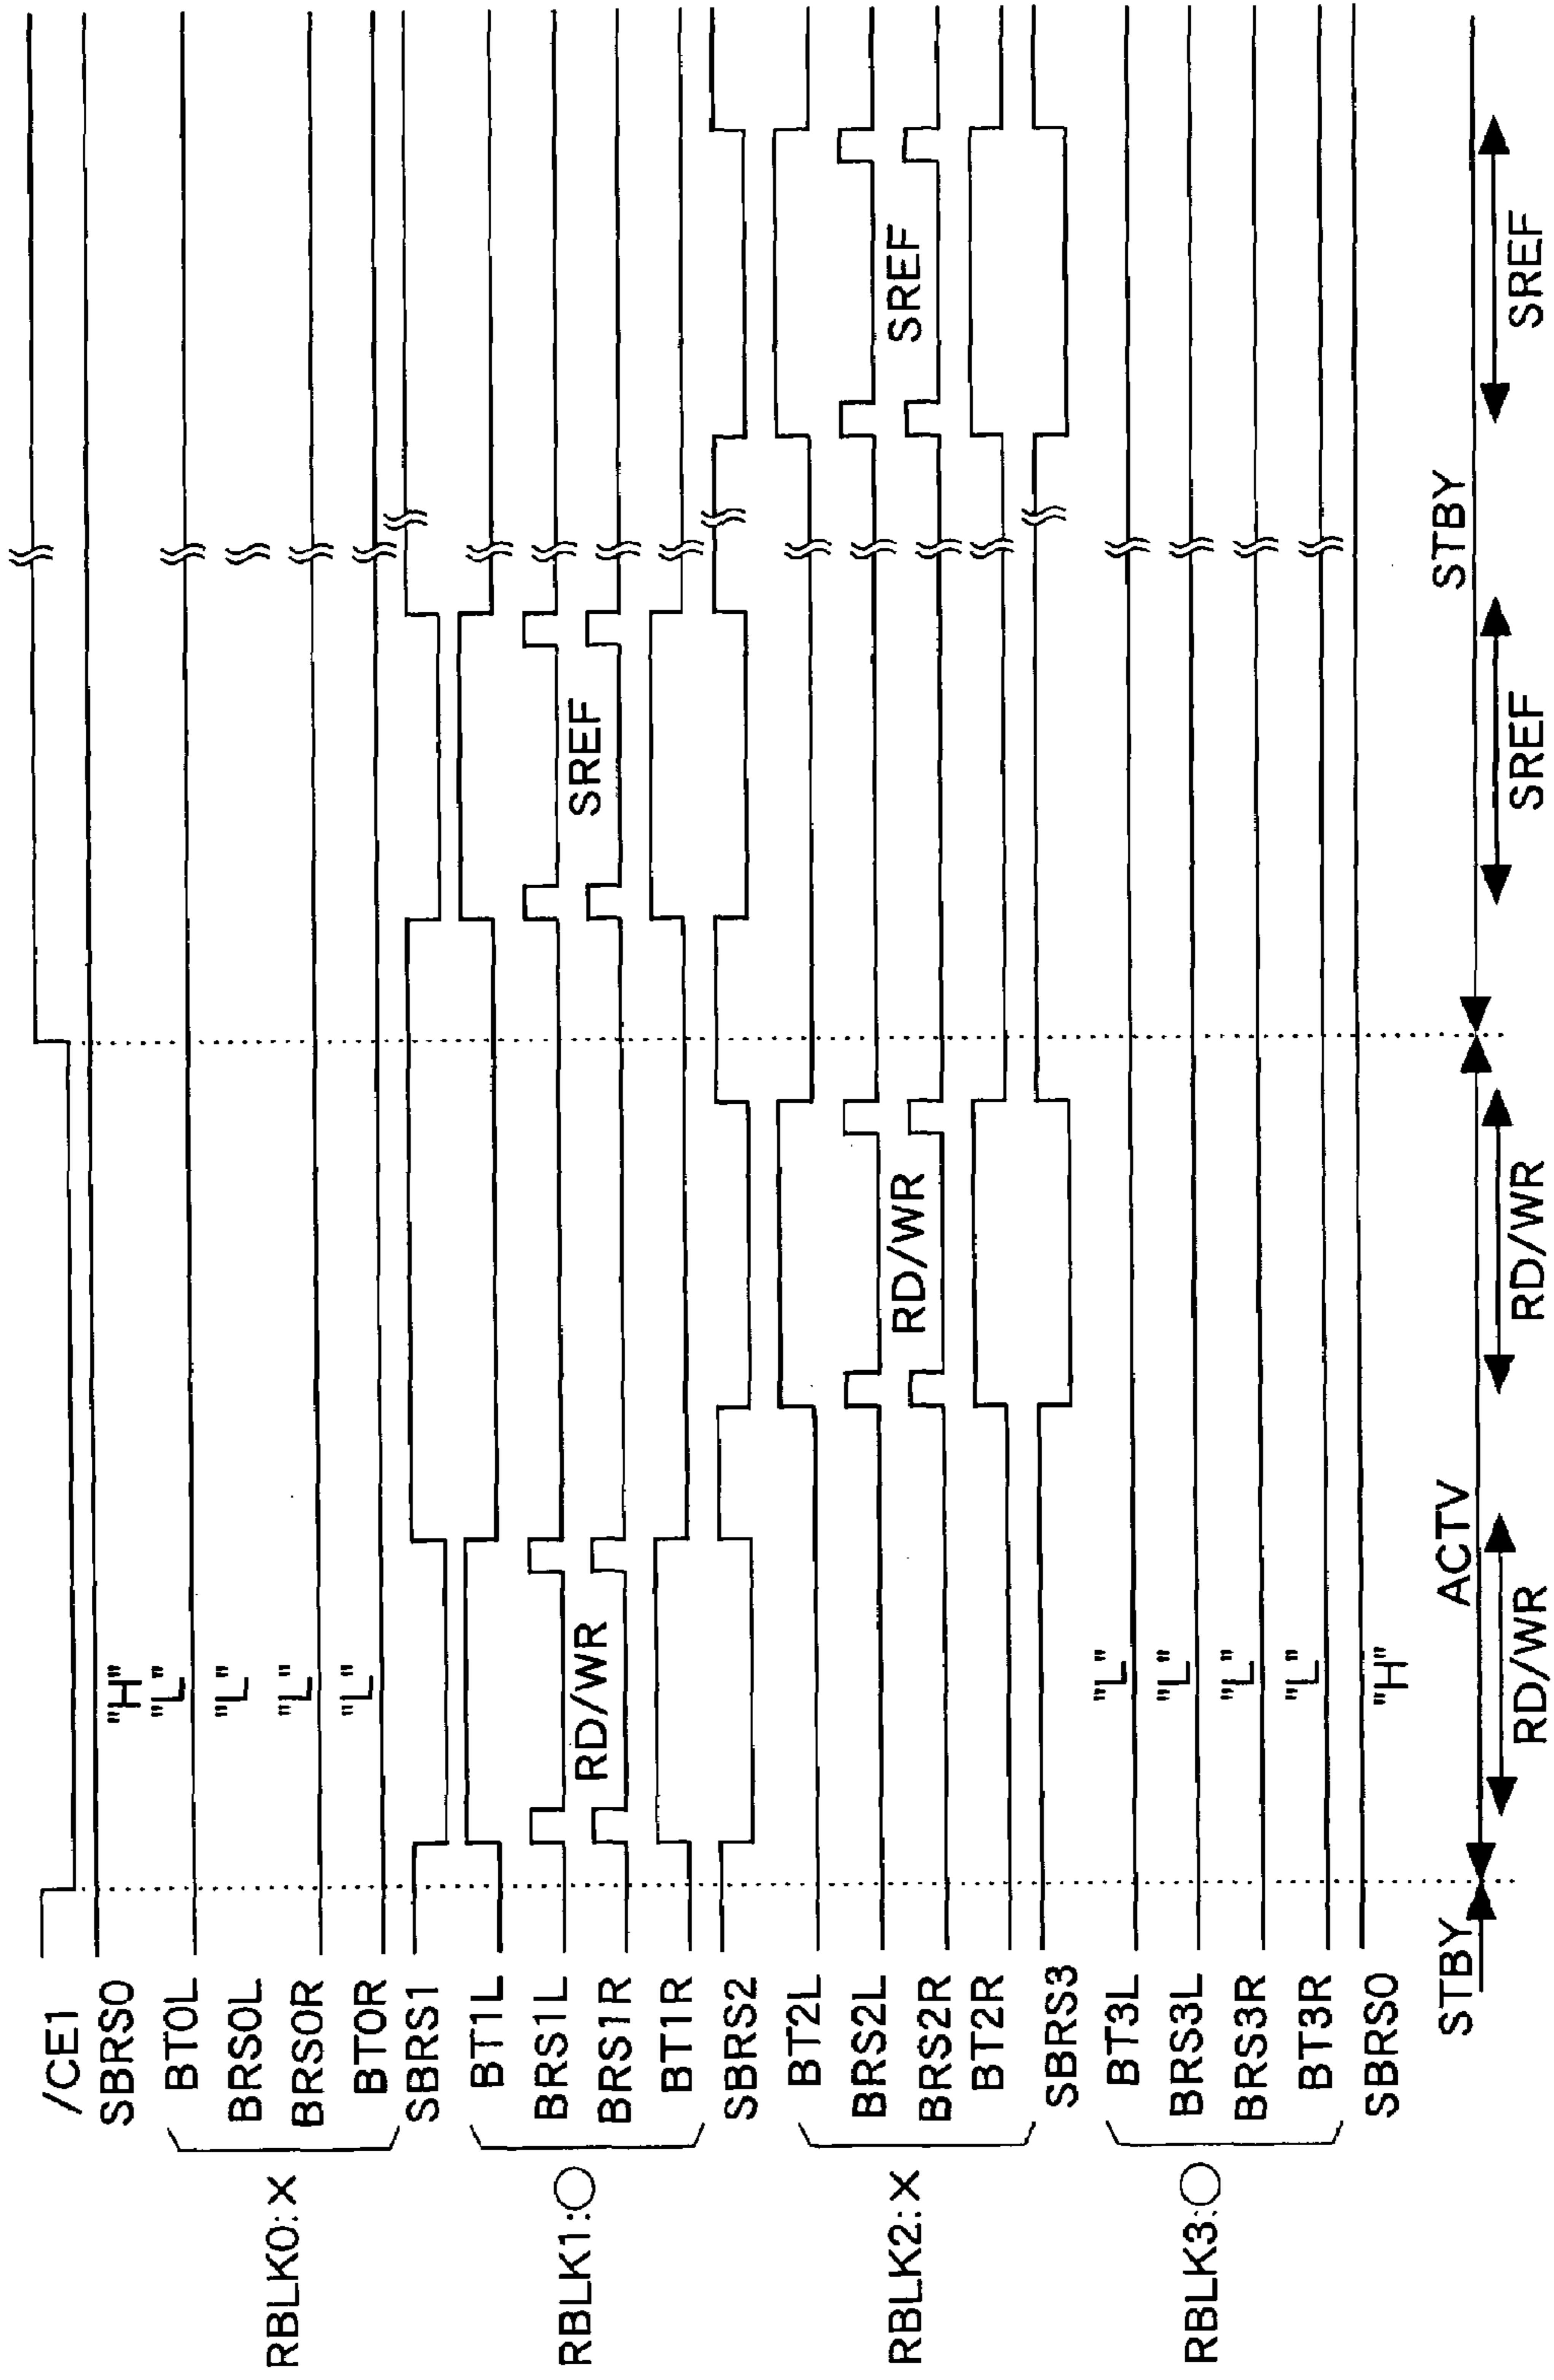 /CE1
SBRS0
"H"
RBLK0:×
BT0L
"L"
BRS0L
"L"
BRS0R
"L"
BT0R
"L"
SBRS1
RBLK1:○
BT1L
BRS1L
RD/WR
SREF
BRS1R
BT1R
SBRS2
RBLK2:×
BT2L
BRS2L
RD/WR
SREF
BRS2R
BT2R
SBRS3
RBLK3:○
BT3L
"L"
BRS3L
"L"
BRS3R
"L"
BT3R
"L"
SBRS0
"H"
STBY
ACTV
STBY
RD/WR
RD/WR
SREF
SREF